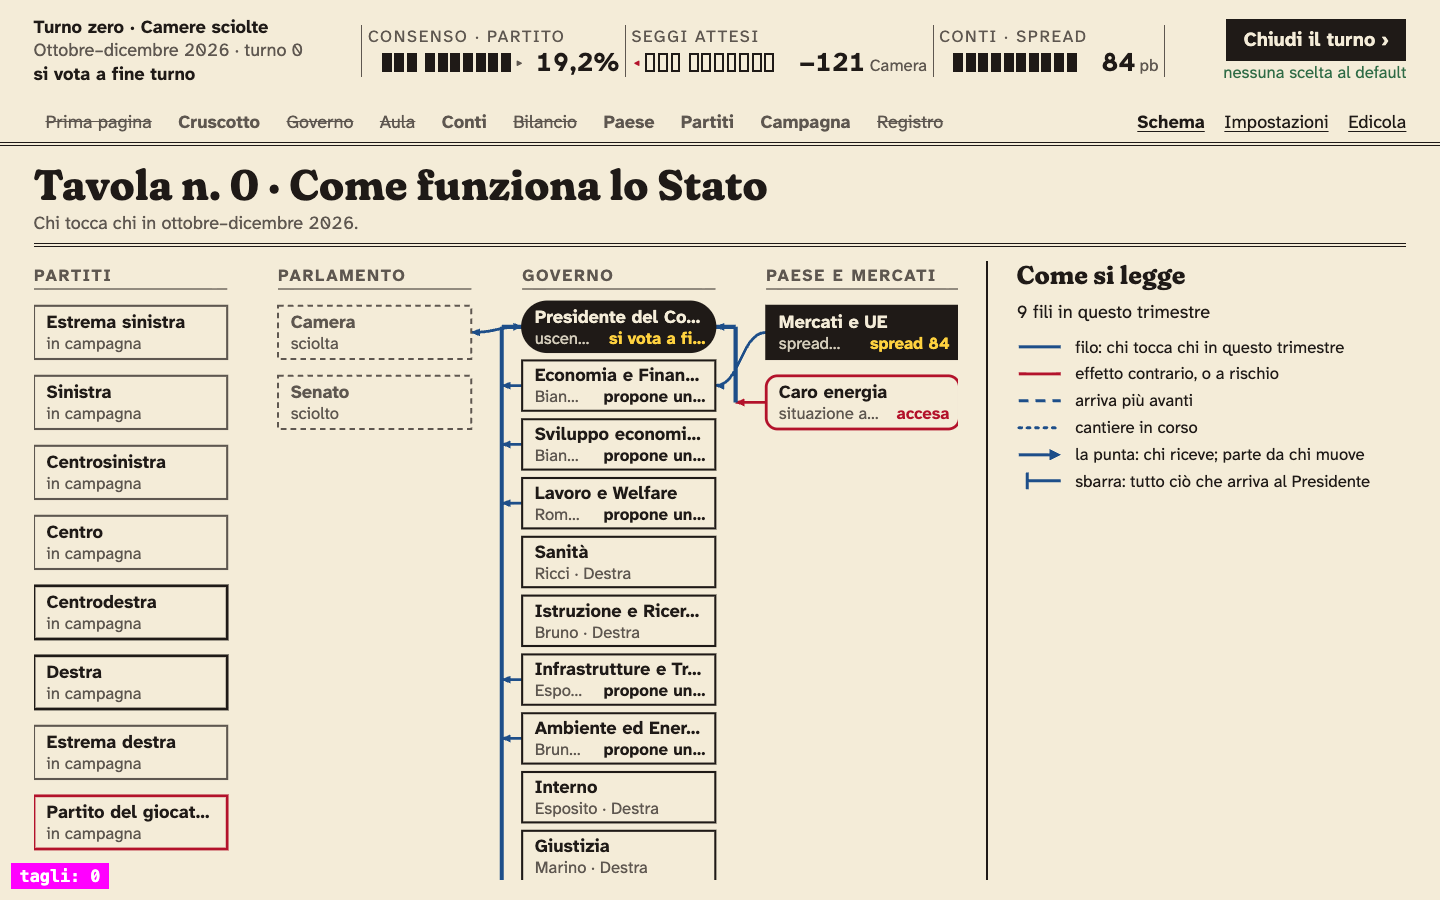 Turno zero · Camere sciolte
Ottobre–dicembre 2026 · turno 0
si vota a fine turno
CONSENSO · PARTITO
19,2%
SEGGI ATTESI
−121 Camera
CONTI · SPREAD
84 pb
Chiudi il turno ›
nessuna scelta al default
Prima pagina
Cruscotto
Governo
Aula
Conti
Bilancio
Paese
Partiti
Campagna
Registro
Schema
Impostazioni
Edicola
Tavola n. 0 · Come funziona lo Stato
Chi tocca chi in ottobre–dicembre 2026.
PARTITI
Estrema sinistra
in campagna
Sinistra
in campagna
Centrosinistra
in campagna
Centro
in campagna
Centrodestra
in campagna
Destra
in campagna
Estrema destra
in campagna
Partito del giocat...
in campagna
PARLAMENTO
Camera
sciolta
Senato
sciolto
GOVERNO
Presidente del Co...
uscen... si vota a fi...
Economia e Finan...
Bian... propone un...
Sviluppo economi...
Bian... propone un...
Lavoro e Welfare
Rom... propone un...
Sanità
Ricci · Destra
Istruzione e Ricer...
Bruno · Destra
Infrastrutture e Tr...
Espo... propone un...
Ambiente ed Ener...
Brun... propone un...
Interno
Esposito · Destra
Giustizia
Marino · Destra
PAESE E MERCATI
Mercati e UE
spread... spread 84
Caro energia
situazione a... accesa
Come si legge
9 fili in questo trimestre
filo: chi tocca chi in questo trimestre
effetto contrario, o a rischio
arriva più avanti
cantiere in corso
la punta: chi riceve; parte da chi muove
sbarra: tutto ciò che arriva al Presidente
tagli: 0